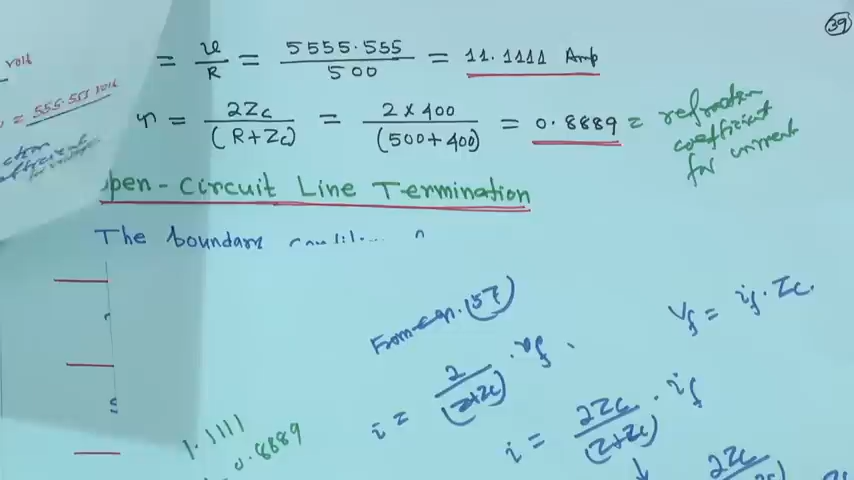 39
volt
= v/R = 5555.555/500 = 11.1111 Amp
= 555.555 volt
η = 2Zc/(R+Zc) = 2×400/(500+400) = 0.8889 = refraction coefficient for current
pen-Circuit Line Termination
The boundary
From eqn. (57)
Vf = if . Zc.
i = 2/(Z+Zc) . vf
i = 2Zc/(Z+Zc) . if
1.1111
0.8889
2Zc